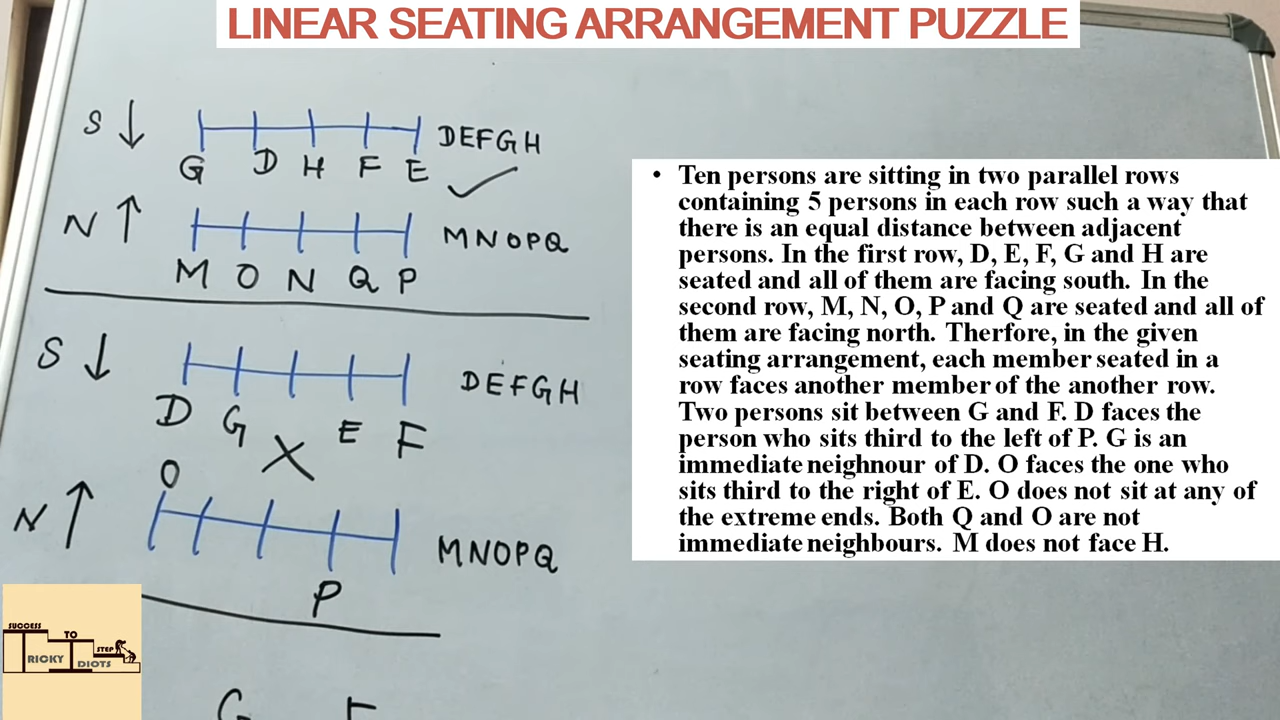 LINEAR SEATING ARRANGEMENT PUZZLE
S ↓ DEFGH
G D H F E ✓
N ↑ MNOPQ
M O N Q P
S ↓ DEFGH
D G X E F
O
N ↑ MNOPQ
P
G F
• Ten persons are sitting in two parallel rows
containing 5 persons in each row such a way that
there is an equal distance between adjacent
persons. In the first row, D, E, F, G and H are
seated and all of them are facing south. In the
second row, M, N, O, P and Q are seated and all of
them are facing north. Therfore, in the given
seating arrangement, each member seated in a
row faces another member of the another row.
Two persons sit between G and F. D faces the
person who sits third to the left of P. G is an
immediate neighnour of D. O faces the one who
sits third to the right of E. O does not sit at any of
the extreme ends. Both Q and O are not
immediate neighbours. M does not face H.
SUCCESS
TO
STEP
TRICKY IDIOTS